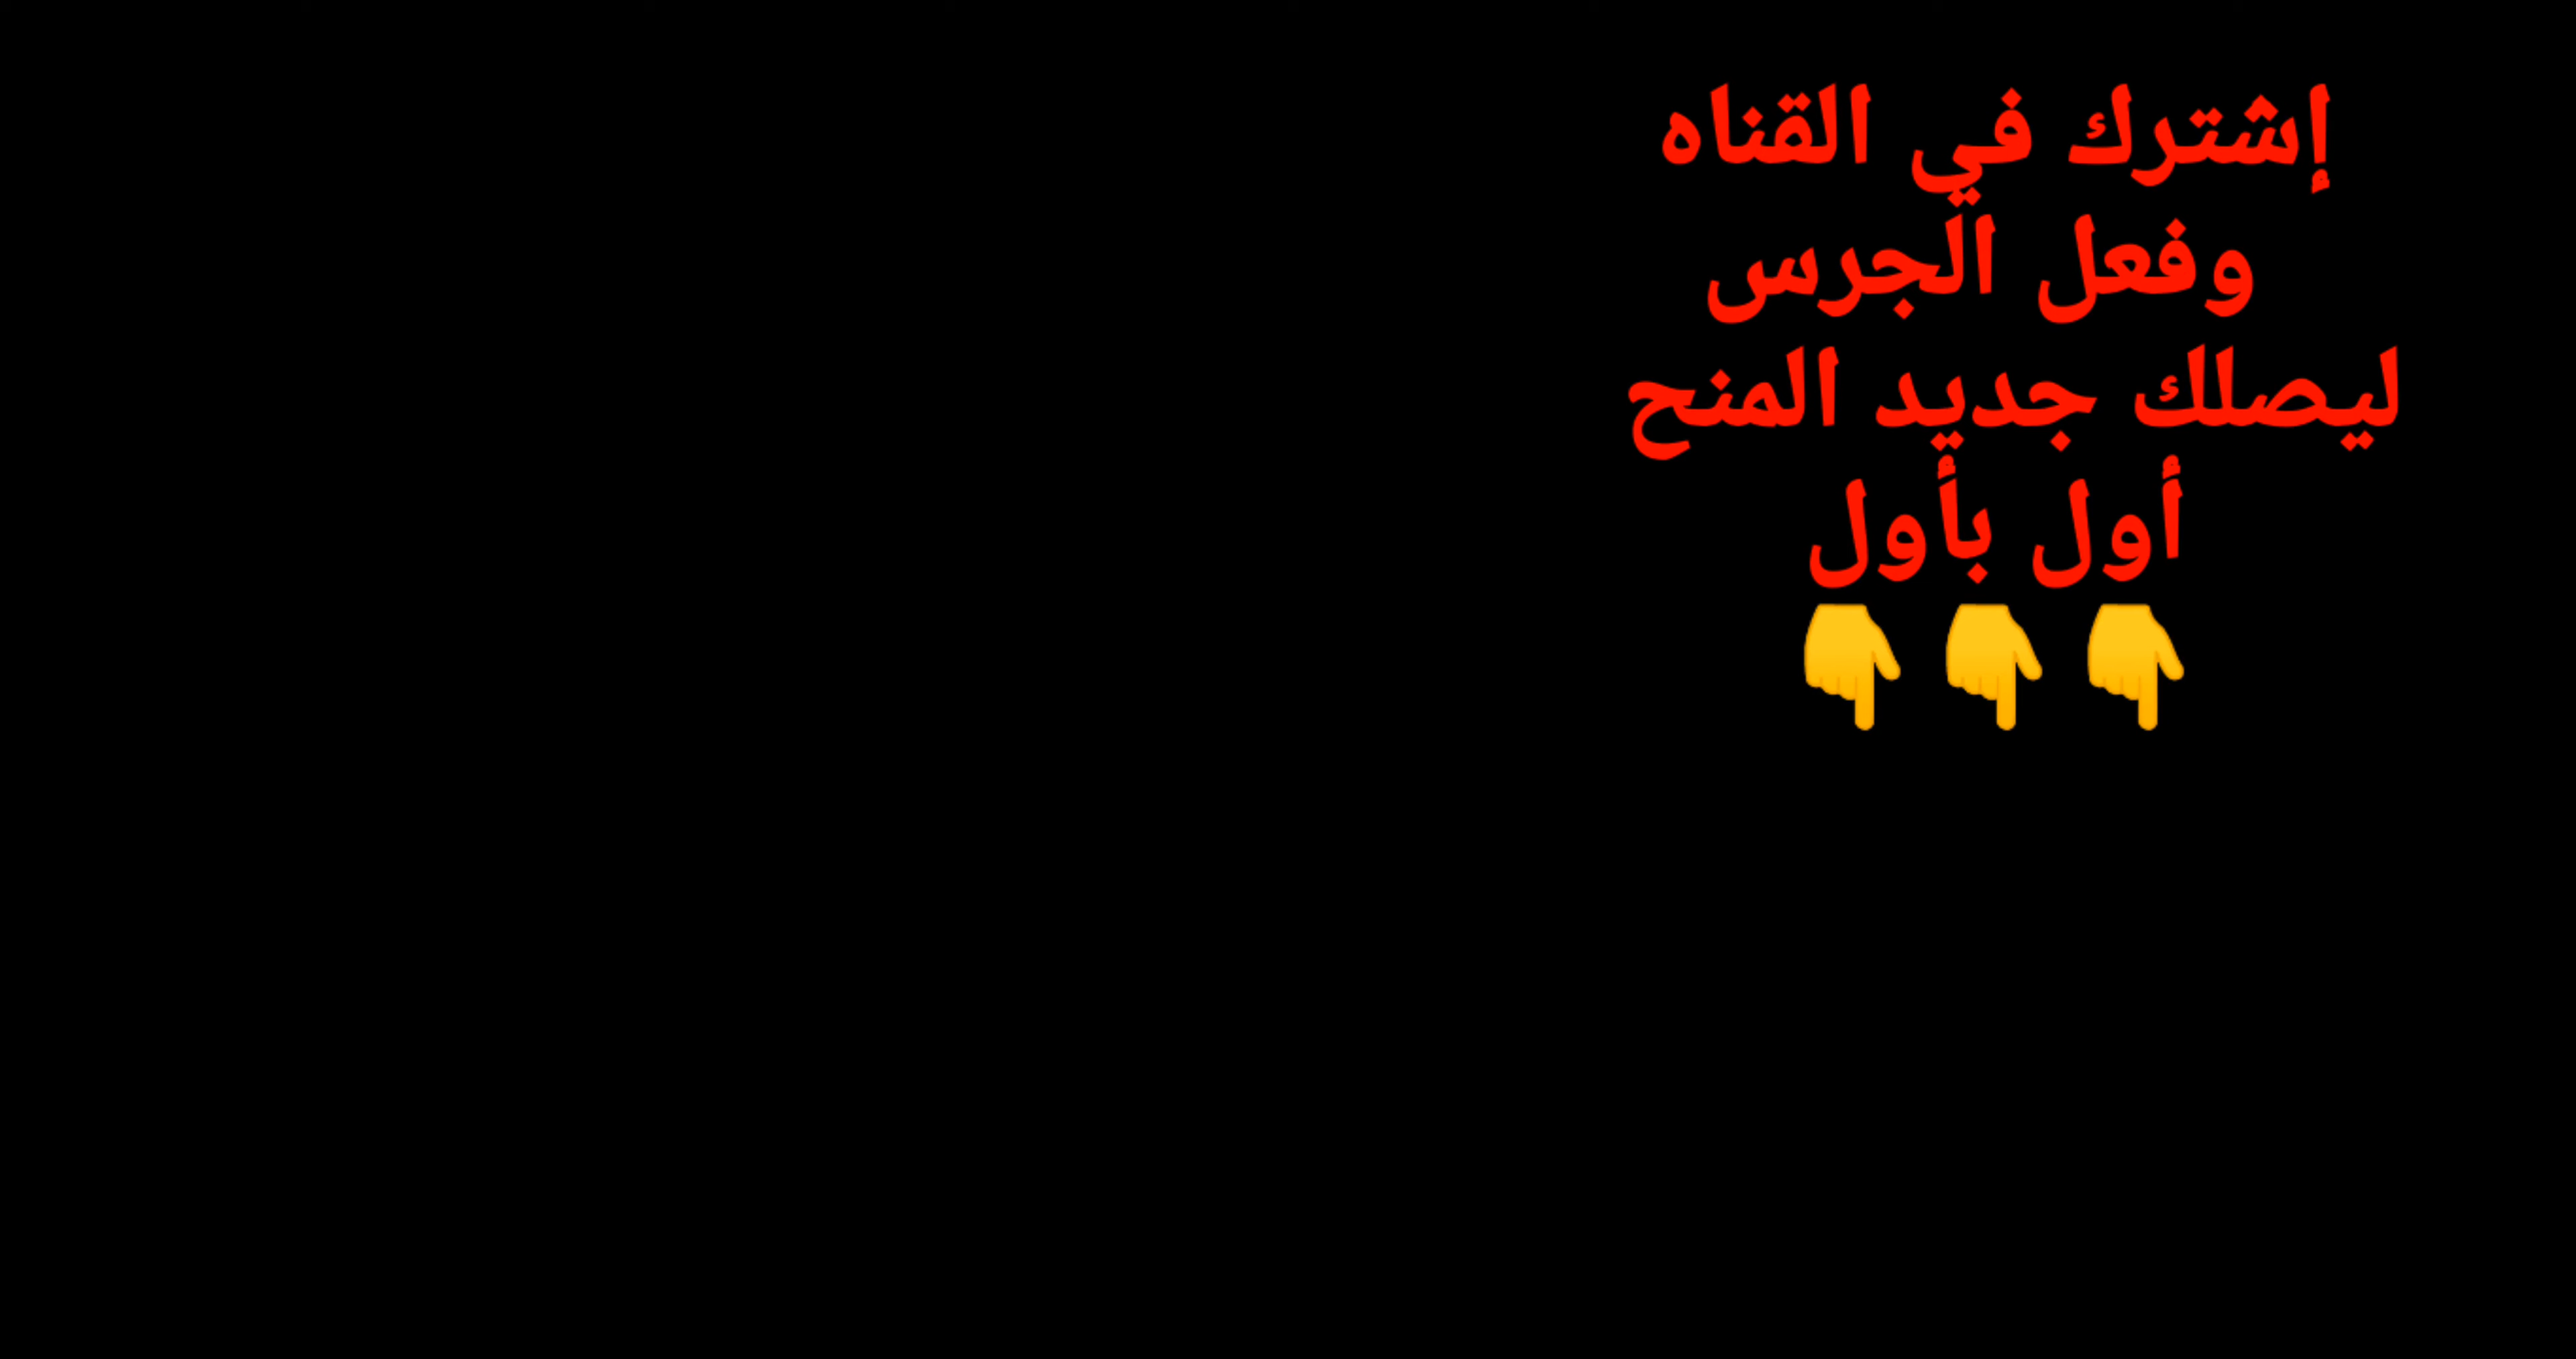 إشترك في القناه
وفعل الجرس
ليصلك جديد المنح
أول بأول
👇 👇 👇